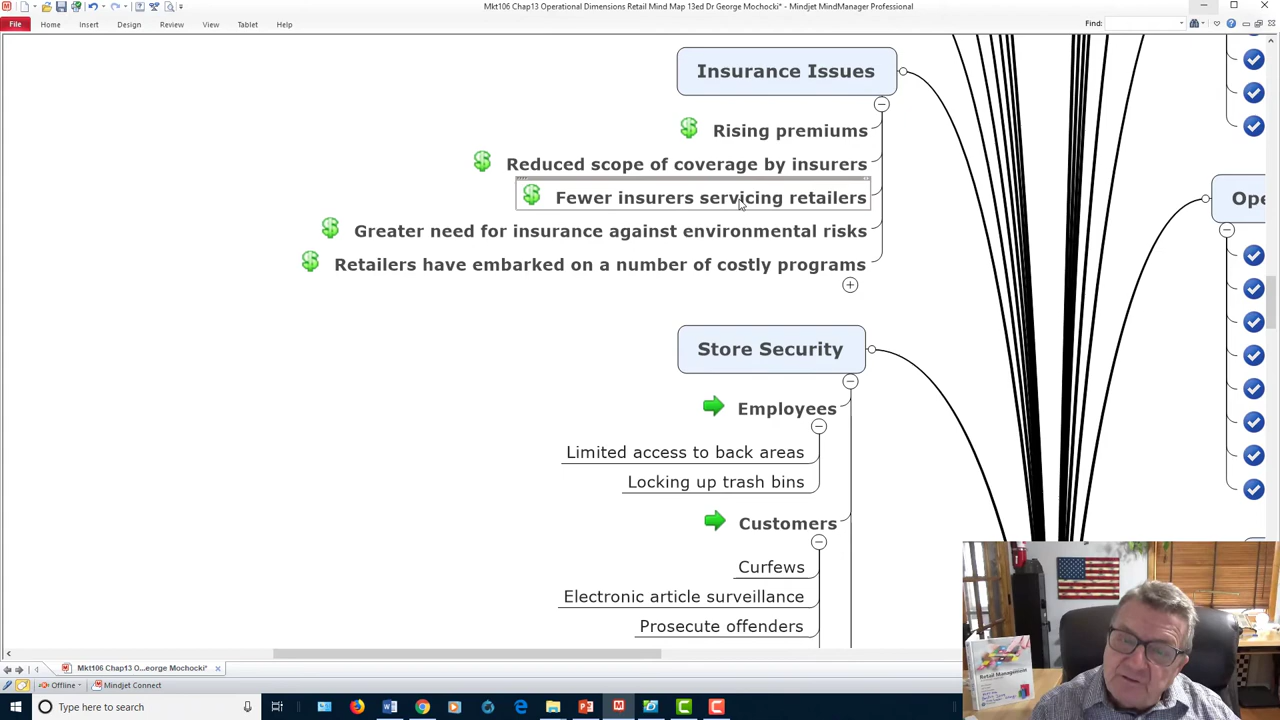 Mkt106 Chap13 Operational Dimensions Retail Mind Map 13ed Dr George Mochocki* - Mindjet MindManager Professional
File Home Insert Design Review View Tablet Help
Find:
Insurance Issues
Rising premiums
Reduced scope of coverage by insurers
Fewer insurers servicing retailers
Greater need for insurance against environmental risks
Retailers have embarked on a number of costly programs
Ope
Store Security
Employees
Limited access to back areas
Locking up trash bins
Customers
Curfews
Electronic article surveillance
Prosecute offenders
Retail Management
Mkt106 Chap13 O...eorge Mochocki*
Offline
Mindjet Connect
Type here to search